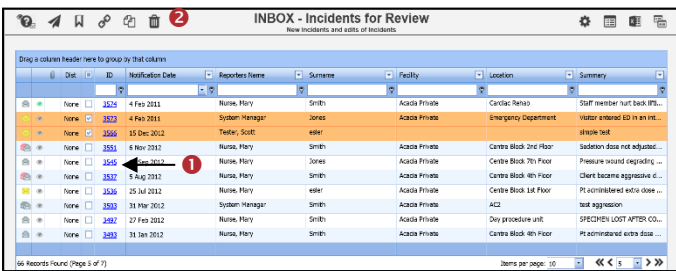 2 INBOX - Incidents for Review
New Incidents and edits of Incidents
Drag a column header here to group by that column
Dist ID Notification Date Reporters Name Surname Facility Location Summary
None 3574 4 Feb 2011 Nurse, Mary Smith Acacia Private Cardiac Rehab Staff member hurt back lifti...
None 3573 4 Feb 2011 System Manager Jones Acacia Private Emergency Department Visitor entered ED in an int...
None 3566 15 Dec 2012 Tester, Scott esler simple test
None 3551 6 Nov 2012 Nurse, Mary Smith Acacia Private Centre Block 2nd Floor Sedation dose not adjusted...
None 3545 Sep 2012 Nurse, Mary Jones Acacia Private Centre Block 7th Floor Pressure wound degrading ...
1
None 3537 5 Aug 2012 Nurse, Mary Smith Acacia Private Centre Block 4th Floor Client became aggressive d...
None 3536 25 Jul 2012 Nurse, Mary esler Acacia Private Centre Block 1st Floor Pt administered extra dose ...
None 3503 31 Mar 2012 System Manager Smith Acacia Private AC2 test aggression
None 3497 27 Feb 2012 Nurse, Mary Smith Acacia Private Day procedure unit SPECIMEN LOST AFTER CO...
None 3493 31 Jan 2012 Nurse, Mary Smith Acacia Private Centre Block 4th Floor Pt adminstered extra dose ...
66 Records Found (Page 5 of 7) Items per page: 10 5